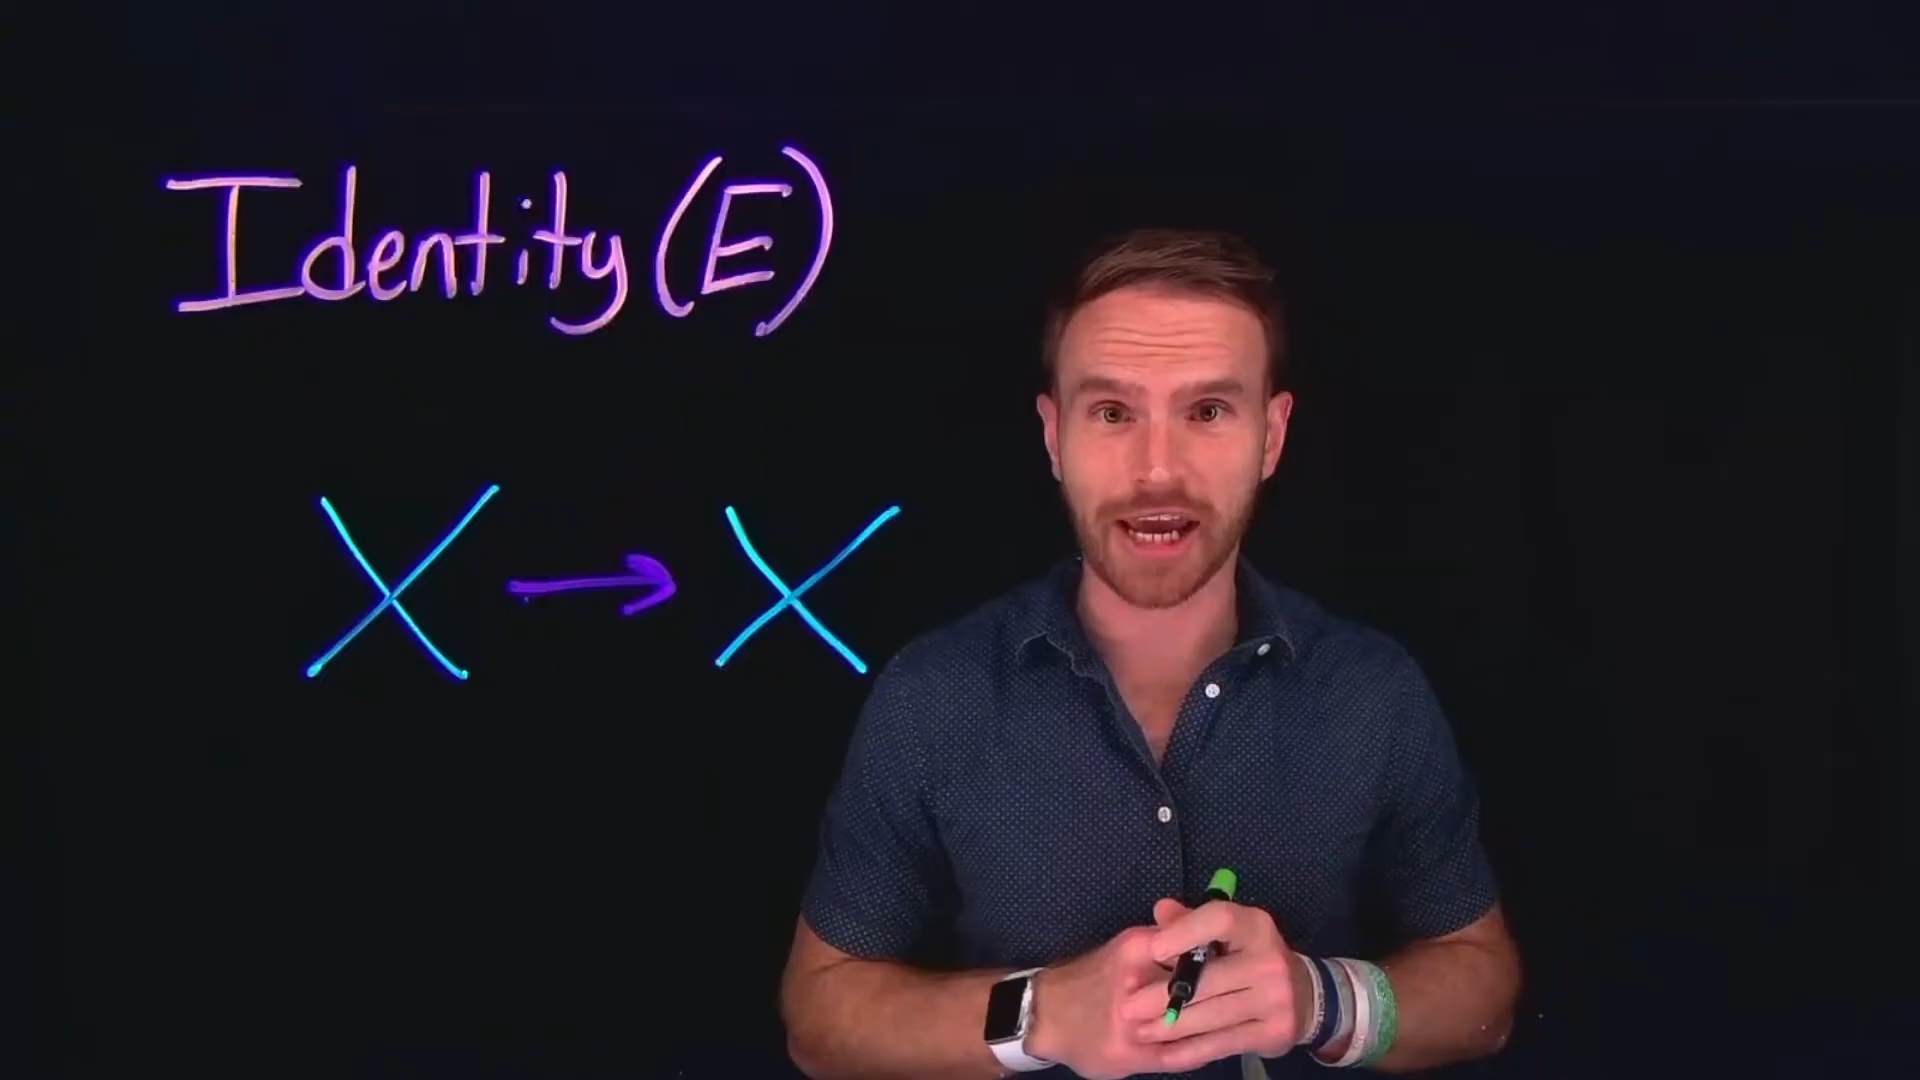 Identity (E)
X → X